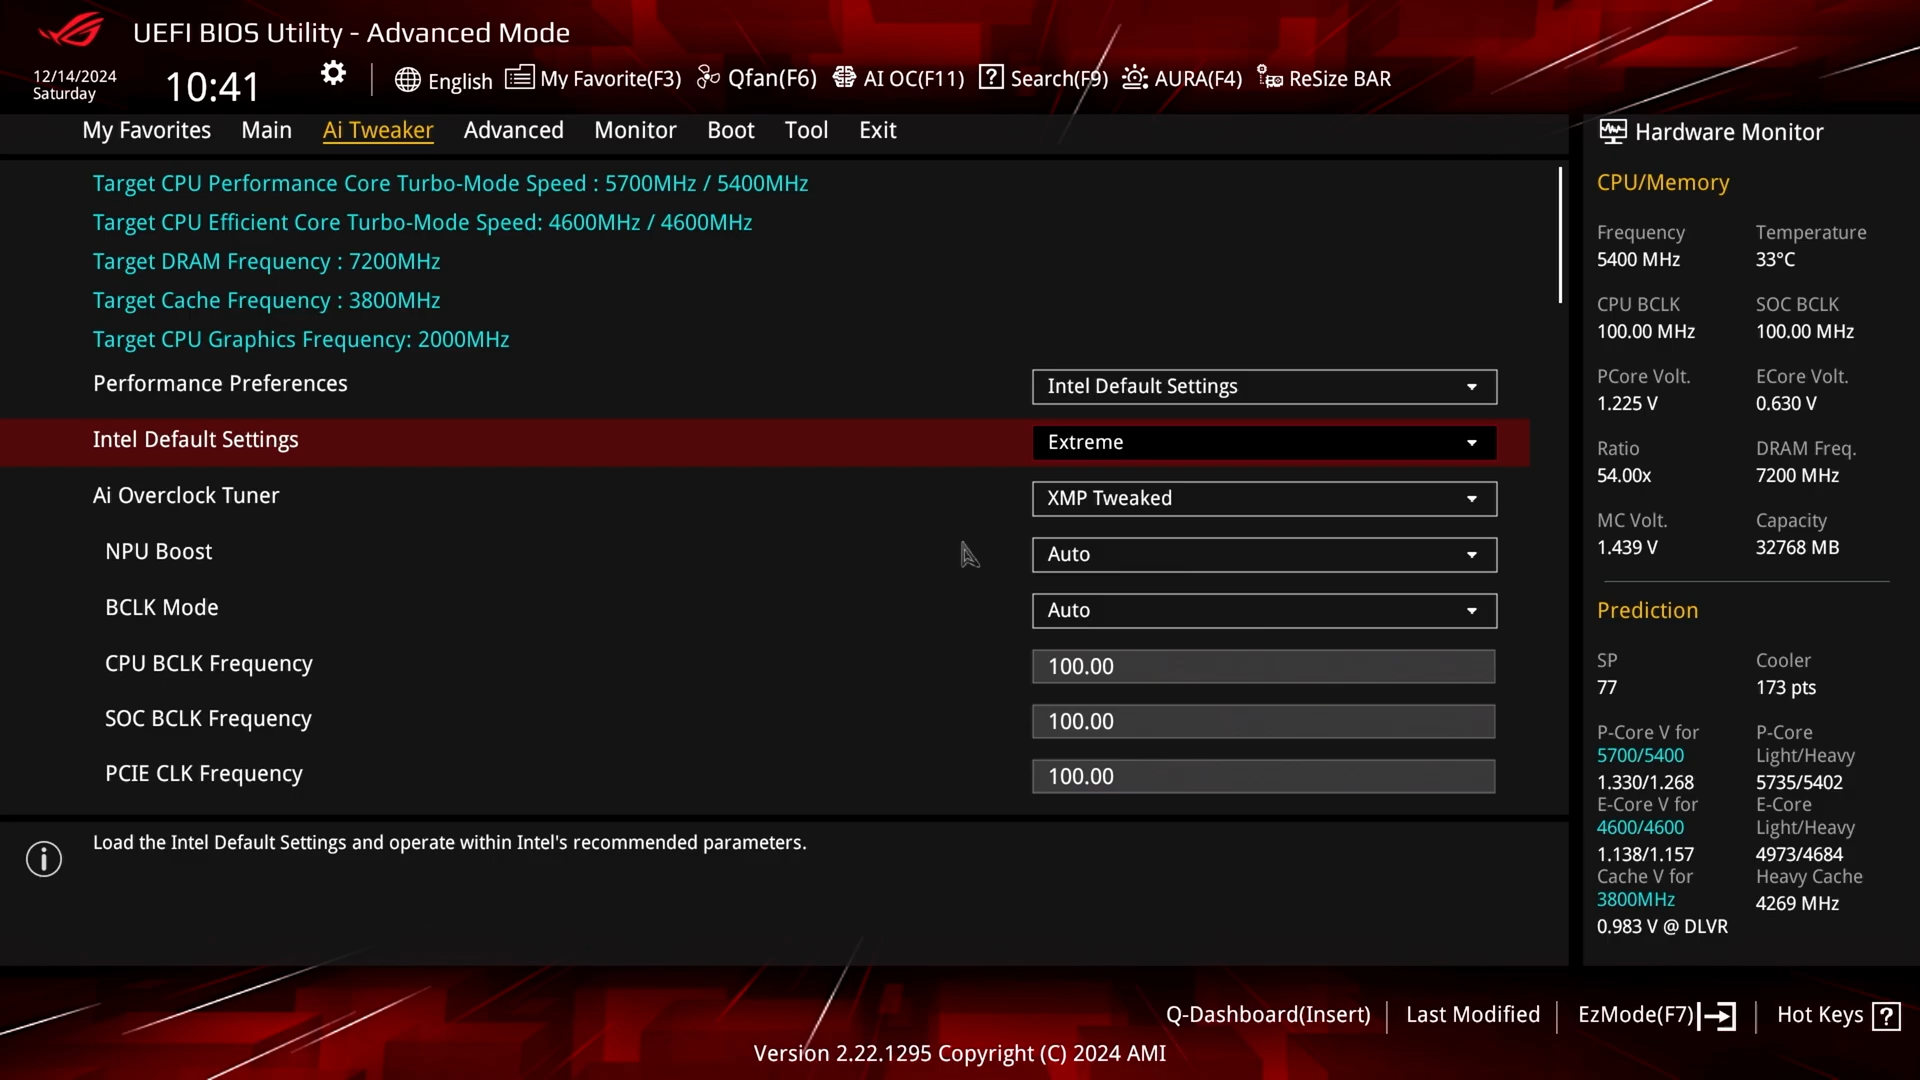 UEFI BIOS Utility - Advanced Mode
12/14/2024
Saturday
10:41
English
My Favorite(F3)
Qfan(F6)
AI OC(F11)
Search(F9)
AURA(F4)
ReSize BAR
My Favorites Main Ai Tweaker Advanced Monitor Boot Tool Exit
Target CPU Performance Core Turbo-Mode Speed : 5700MHz / 5400MHz
Target CPU Efficient Core Turbo-Mode Speed: 4600MHz / 4600MHz
Target DRAM Frequency : 7200MHz
Target Cache Frequency : 3800MHz
Target CPU Graphics Frequency: 2000MHz
Performance Preferences Intel Default Settings
Intel Default Settings Extreme
Ai Overclock Tuner XMP Tweaked
NPU Boost Auto
BCLK Mode Auto
CPU BCLK Frequency 100.00
SOC BCLK Frequency 100.00
PCIE CLK Frequency 100.00
Load the Intel Default Settings and operate within Intel's recommended parameters.
Hardware Monitor
CPU/Memory
Frequency Temperature
5400 MHz 33°C
CPU BCLK SOC BCLK
100.00 MHz 100.00 MHz
PCore Volt. ECore Volt.
1.225 V 0.630 V
Ratio DRAM Freq.
54.00x 7200 MHz
MC Volt. Capacity
1.439 V 32768 MB
Prediction
SP Cooler
77 173 pts
P-Core V for P-Core
5700/5400 Light/Heavy
1.330/1.268 5735/5402
E-Core V for E-Core
4600/4600 Light/Heavy
1.138/1.157 4973/4684
Cache V for Heavy Cache
3800MHz 4269 MHz
0.983 V @ DLVR
Q-Dashboard(Insert) Last Modified EzMode(F7) Hot Keys ?
Version 2.22.1295 Copyright (C) 2024 AMI